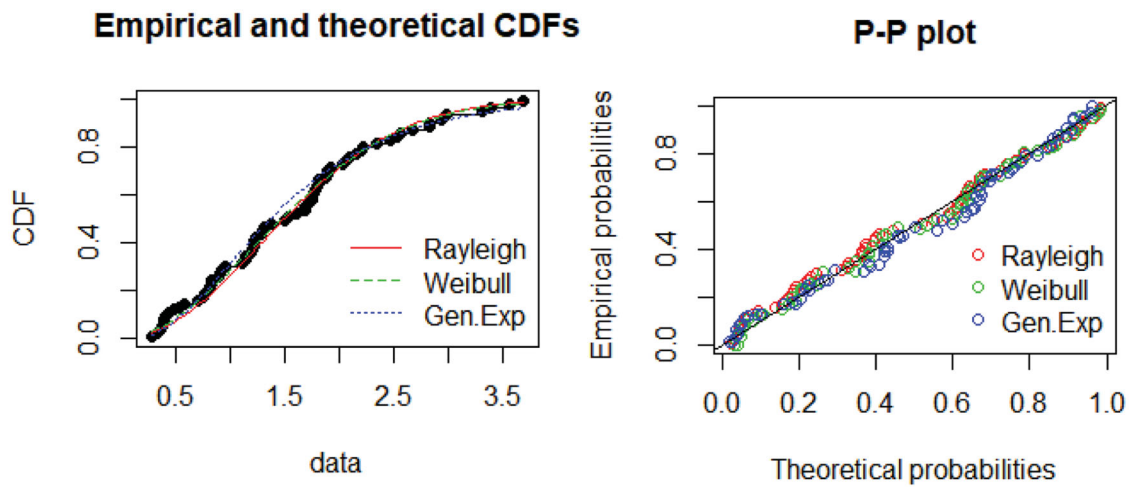 Empirical and theoretical CDFs
CDF
0.0 0.4 0.8
Rayleigh
Weibull
Gen.Exp
0.5 1.5 2.5 3.5
data
P-P plot
Empirical probabilities
0.0 0.4 0.8
Rayleigh
Weibull
Gen.Exp
0.0 0.2 0.4 0.6 0.8 1.0
Theoretical probabilities